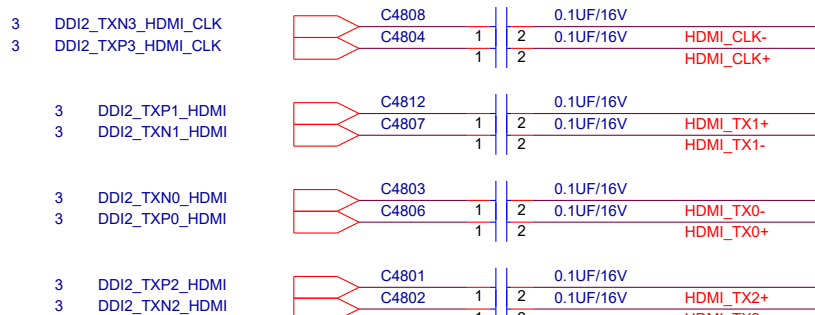 C4808 0.1UF/16V
3 DDI2_TXN3_HDMI_CLK
C4804 1 2 0.1UF/16V HDMI_CLK-
3 DDI2_TXP3_HDMI_CLK
1 2 HDMI_CLK+
C4812 0.1UF/16V
3 DDI2_TXP1_HDMI
C4807 1 2 0.1UF/16V HDMI_TX1+
3 DDI2_TXN1_HDMI
1 2 HDMI_TX1-
C4803 0.1UF/16V
3 DDI2_TXN0_HDMI
C4806 1 2 0.1UF/16V HDMI_TX0-
3 DDI2_TXP0_HDMI
1 2 HDMI_TX0+
C4801 0.1UF/16V
3 DDI2_TXP2_HDMI
C4802 1 2 0.1UF/16V HDMI_TX2+
3 DDI2_TXN2_HDMI